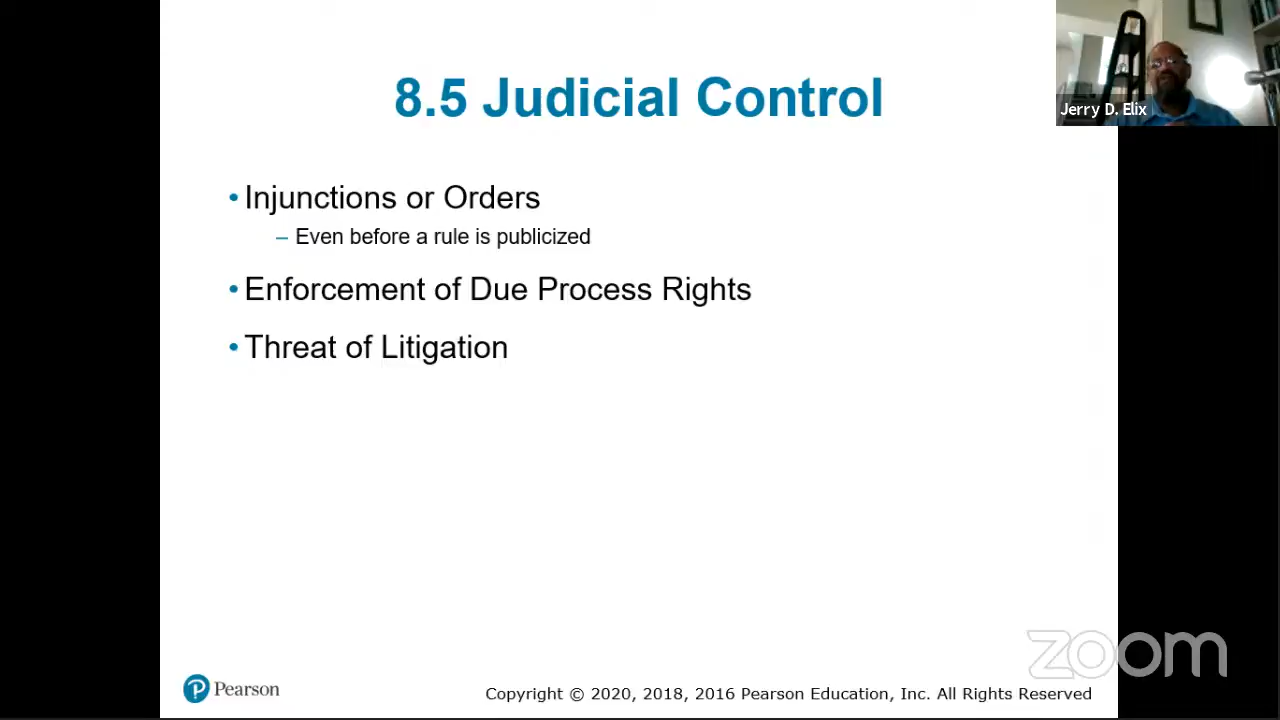 8.5 Judicial Control
Jerry D. Elix
• Injunctions or Orders
– Even before a rule is publicized
• Enforcement of Due Process Rights
• Threat of Litigation
zoom
Pearson
Copyright © 2020, 2018, 2016 Pearson Education, Inc. All Rights Reserved